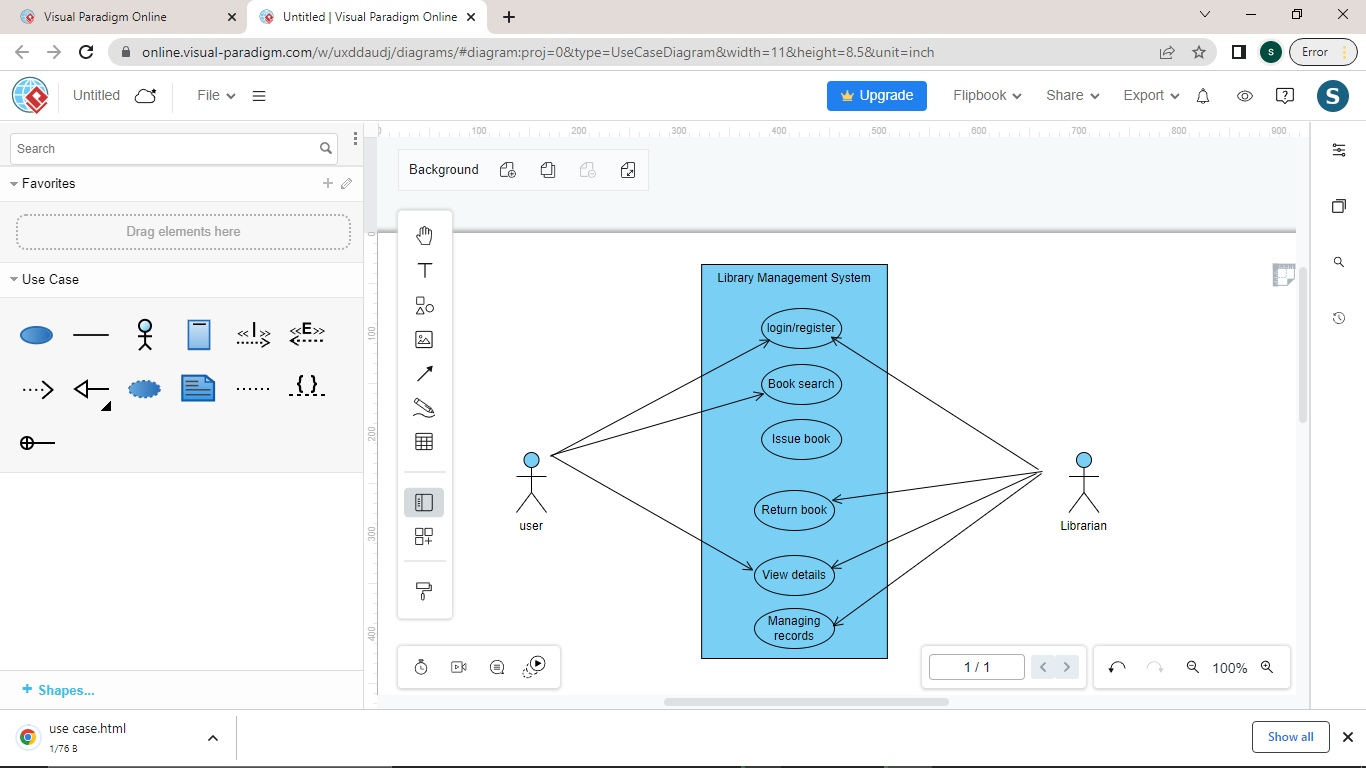 Visual Paradigm Online
Untitled | Visual Paradigm Online
online.visual-paradigm.com/w/uxddaudj/diagrams/#diagram:proj=0&type=UseCaseDiagram&width=11&height=8.5&unit=inch
S
Error
Untitled
File
Upgrade
Flipbook
Share
Export
S
Search
Favorites
Drag elements here
Use Case
<<I>>
<<E>>
{ }
+ Shapes...
0 100 200 300 400 500 600 700 800 900
0
100
200
300
400
Background
T
Library Management System
login/register
Book search
Issue book
Return book
View details
Managing
records
user
Librarian
1 / 1
100%
use case.html
1/76 B
Show all